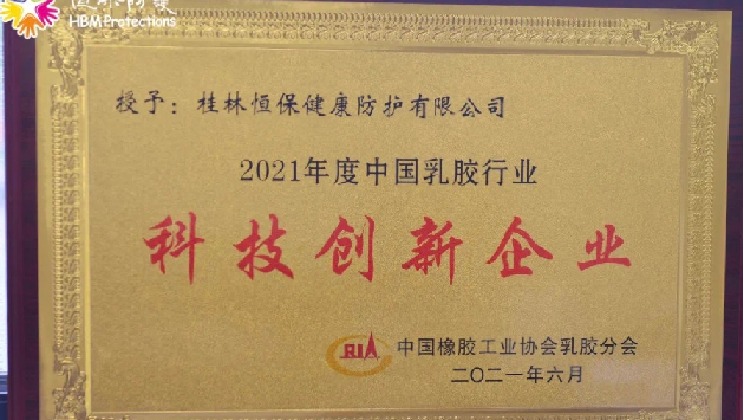 HBM Protections
授予：桂林恒保健康防护有限公司
2021年度中国乳胶行业
科技创新企业
CRIA
中国橡胶工业协会乳胶分会
二〇二一年六月